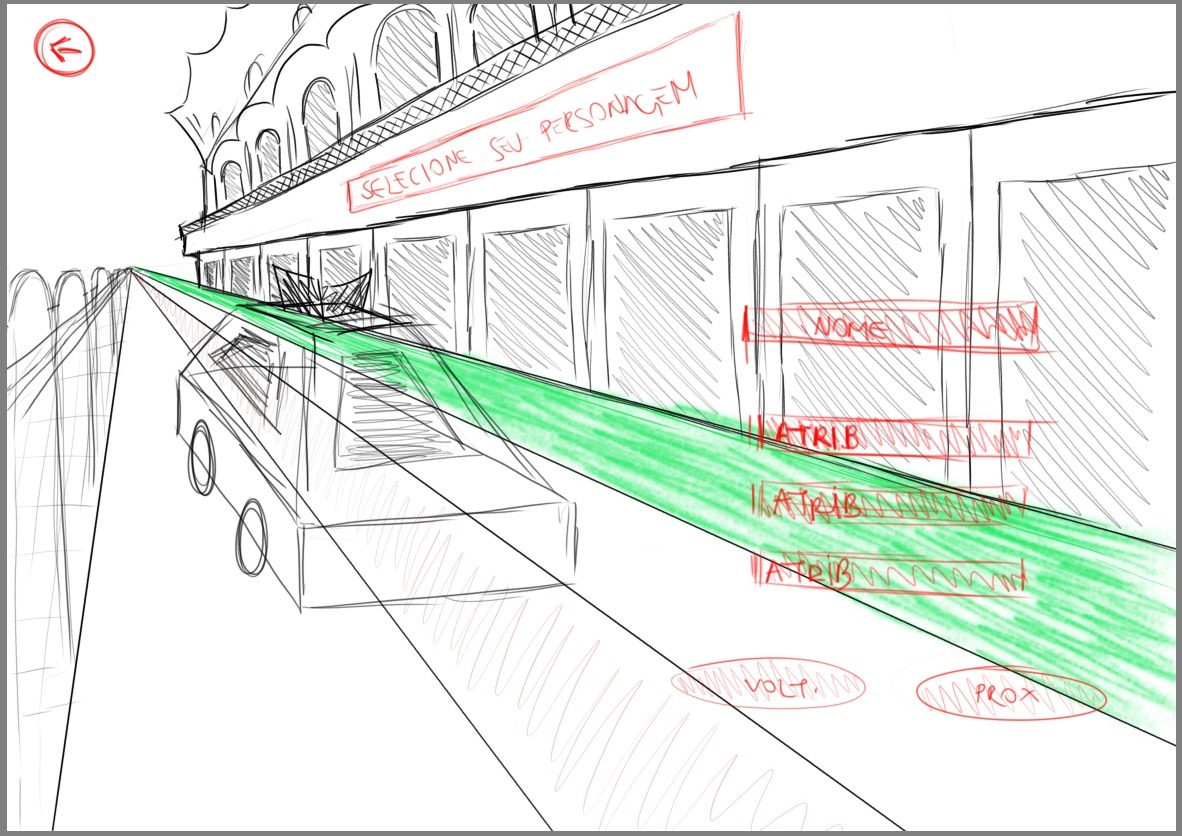 SELECIONE SEU PERSONAGEM
NOME
ATRIB
ATRIB
ATRIB
VOLT.
PROX